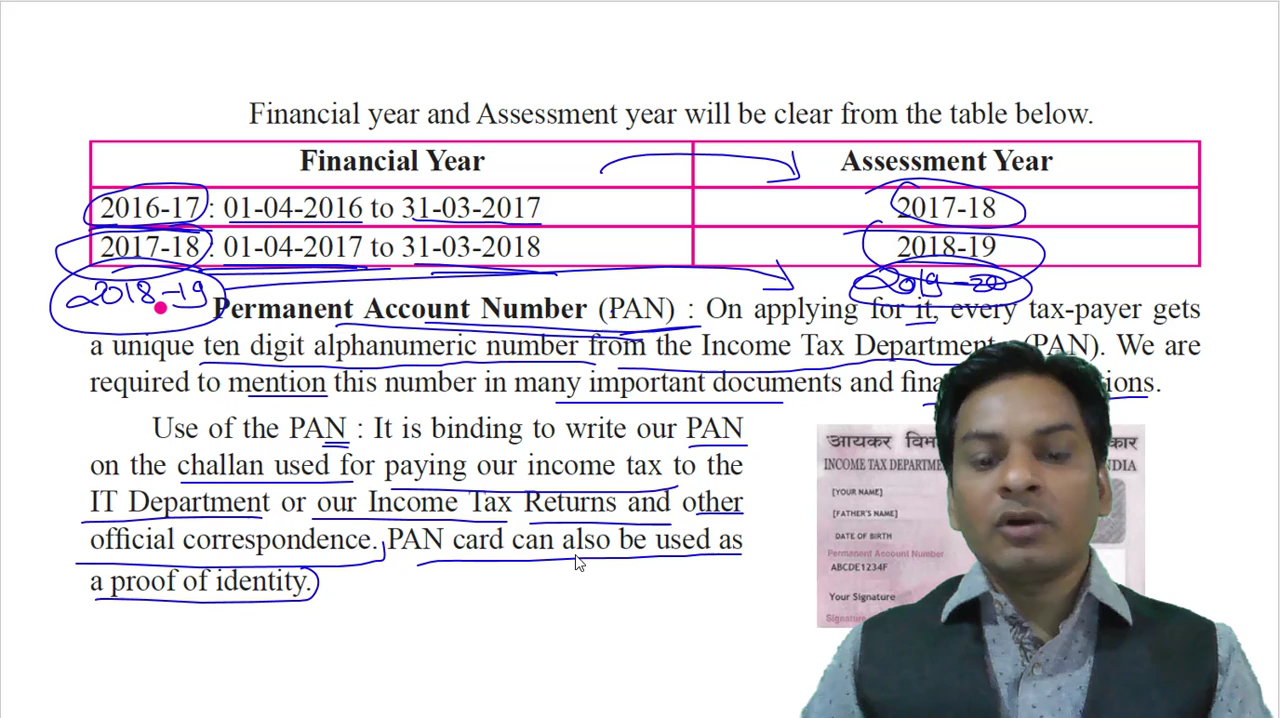 Financial year and Assessment year will be clear from the table below.
Financial Year Assessment Year
2016-17 : 01-04-2016 to 31-03-2017 2017-18
2017-18 : 01-04-2017 to 31-03-2018 2018-19
2018-19 2019-20
Permanent Account Number (PAN) : On applying for it, every tax-payer gets
a unique ten digit alphanumeric number from the Income Tax Department (PAN). We are
required to mention this number in many important documents and
Use of the PAN : It is binding to write our PAN
on the challan used for paying our income tax to the
IT Department or our Income Tax Returns and other
official correspondence. PAN card can also be used as
a proof of identity.
आयकर
INCOME TAX
[YOUR NAME]
[FATHER'S NAME]
DATE OF BIRTH
Permanent Account Number
ABCDE1234F
Your Signature